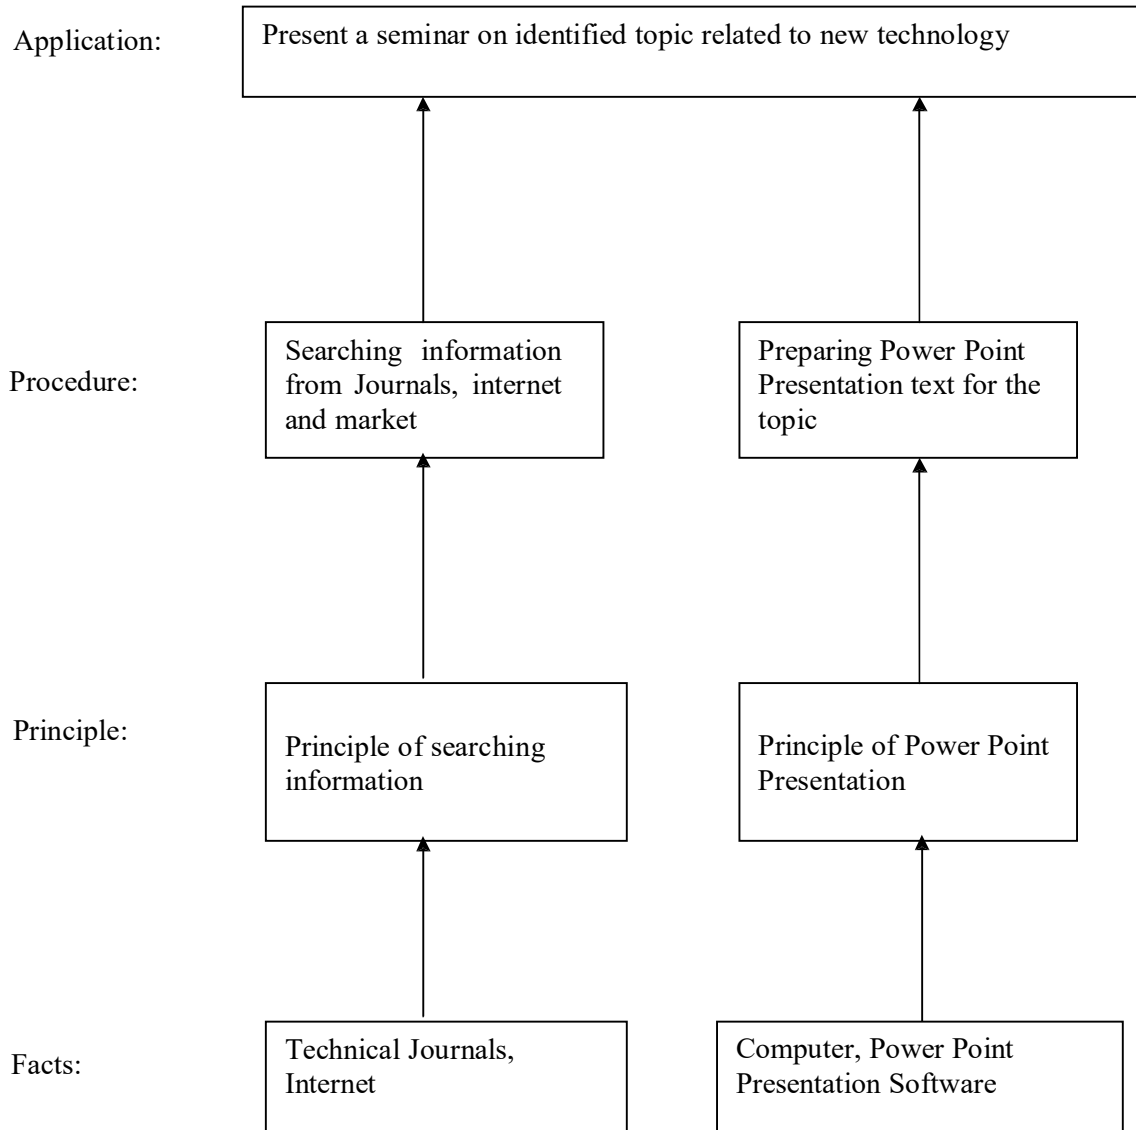 Application:
Present a seminar on identified topic related to new technology
Procedure:
Searching information
from Journals, internet
and market
Preparing Power Point
Presentation text for the
topic
Principle:
Principle of searching
information
Principle of Power Point
Presentation
Facts:
Technical Journals,
Internet
Computer, Power Point
Presentation Software